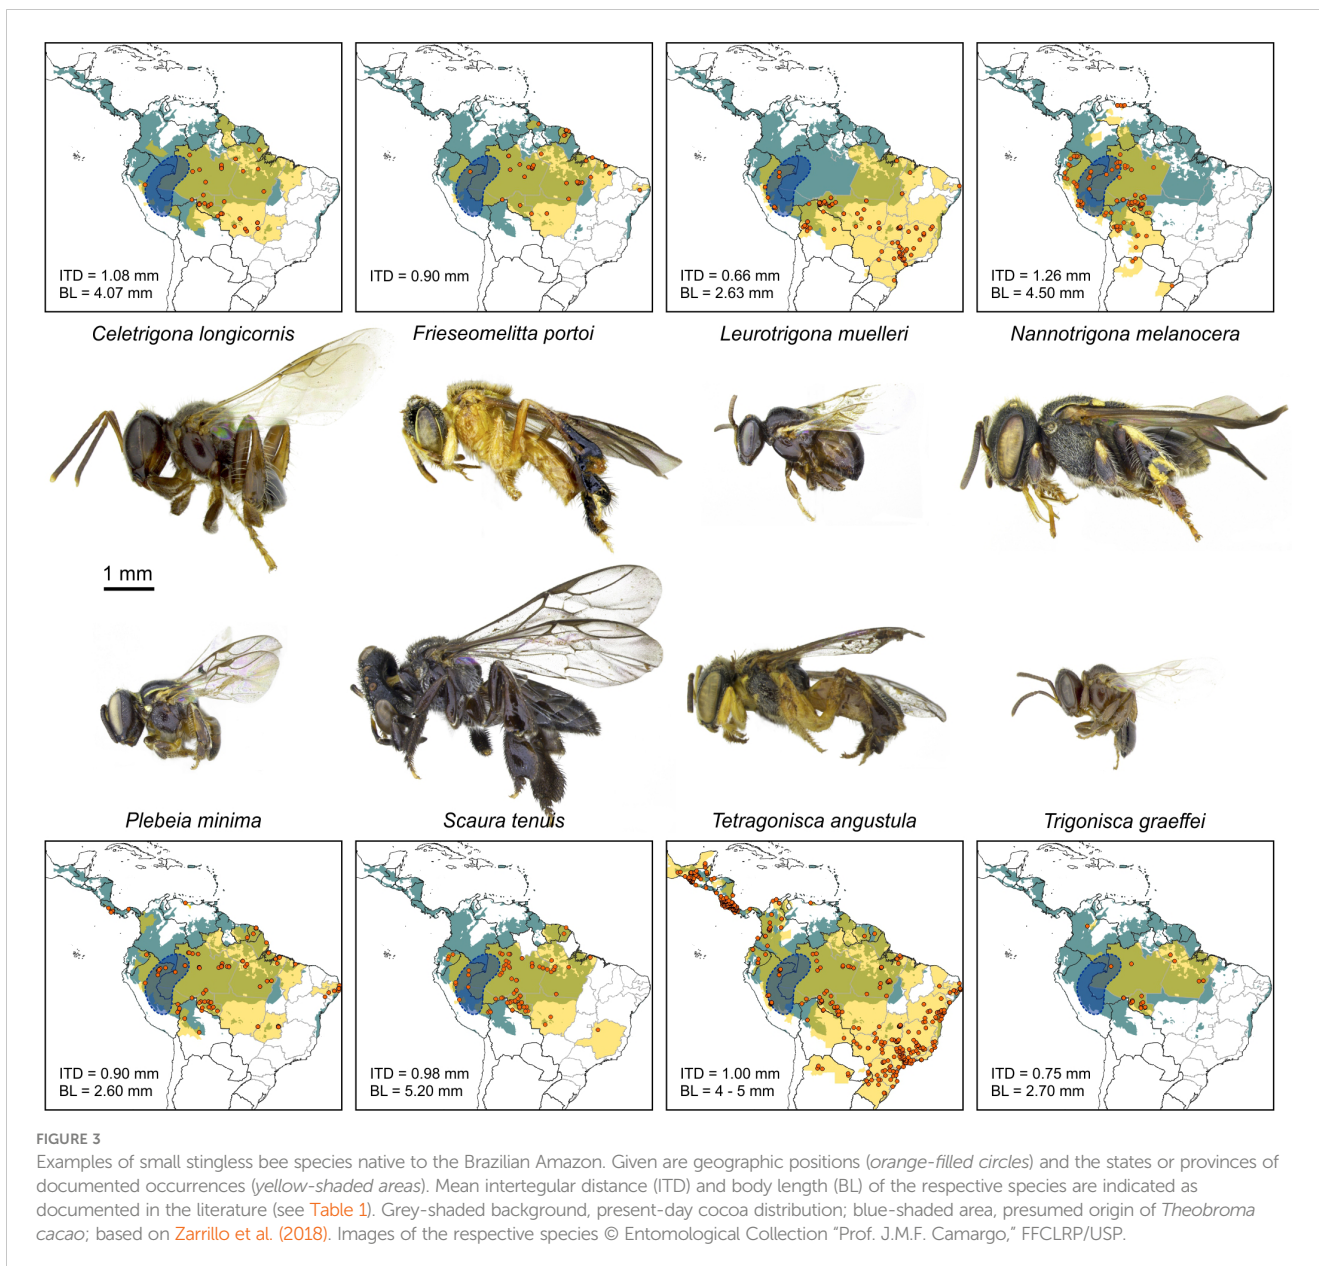 ITD = 1.08 mm
BL = 4.07 mm
ITD = 0.90 mm
ITD = 0.66 mm
BL = 2.63 mm
ITD = 1.26 mm
BL = 4.50 mm
Celetrigona longicornis
Frieseomelitta portoi
Leurotrigona muelleri
Nannotrigona melanocera
1 mm
Plebeia minima
Scaura tenuis
Tetragonisca angustula
Trigonisca graeffei
ITD = 0.90 mm
BL = 2.60 mm
ITD = 0.98 mm
BL = 5.20 mm
ITD = 1.00 mm
BL = 4 - 5 mm
ITD = 0.75 mm
BL = 2.70 mm
FIGURE 3
Examples of small stingless bee species native to the Brazilian Amazon. Given are geographic positions (orange-filled circles) and the states or provinces of
documented occurrences (yellow-shaded areas). Mean intertegular distance (ITD) and body length (BL) of the respective species are indicated as
documented in the literature (see Table 1). Grey-shaded background, present-day cocoa distribution; blue-shaded area, presumed origin of Theobroma
cacao; based on Zarrillo et al. (2018). Images of the respective species © Entomological Collection “Prof. J.M.F. Camargo,” FFCLRP/USP.